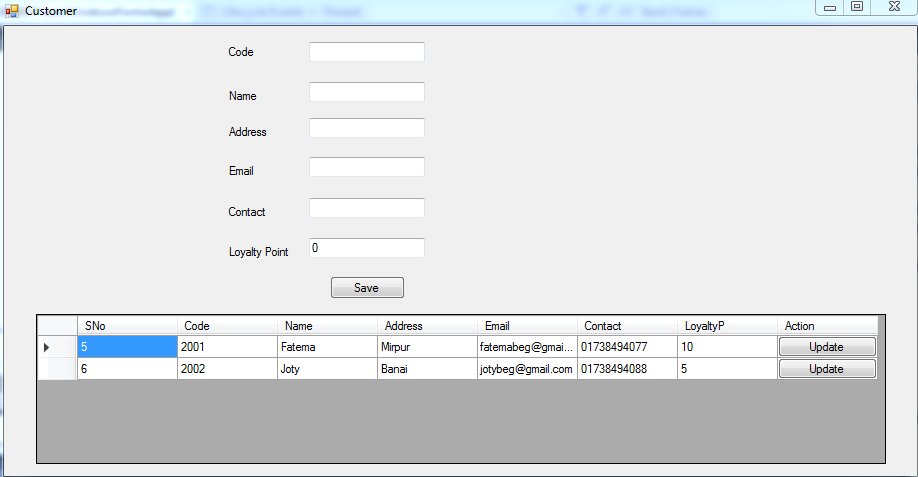 Customer
Code
Name
Address
Email
Contact
Loyalty Point 0
Save
SNo Code Name Address Email Contact LoyaltyP Action
5 2001 Fatema Mirpur fatemabeg@gmai... 01738494077 10 Update
6 2002 Joty Banai jotybeg@gmail.com 01738494088 5 Update